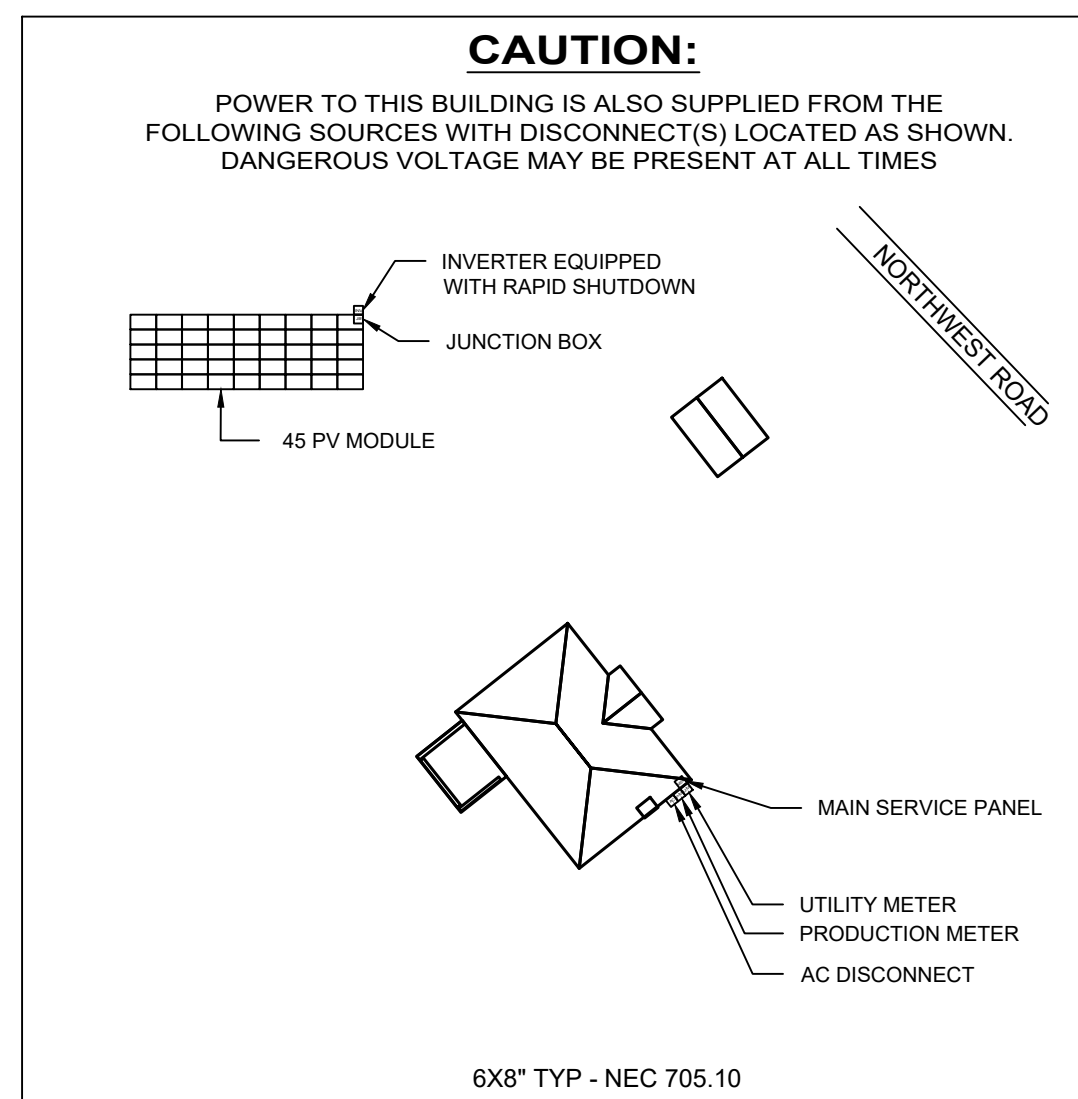 CAUTION:
POWER TO THIS BUILDING IS ALSO SUPPLIED FROM THE
FOLLOWING SOURCES WITH DISCONNECT(S) LOCATED AS SHOWN.
DANGEROUS VOLTAGE MAY BE PRESENT AT ALL TIMES
INVERTER EQUIPPED
WITH RAPID SHUTDOWN
JUNCTION BOX
45 PV MODULE
NORTHWEST ROAD
MAIN SERVICE PANEL
UTILITY METER
PRODUCTION METER
AC DISCONNECT
6X8" TYP - NEC 705.10